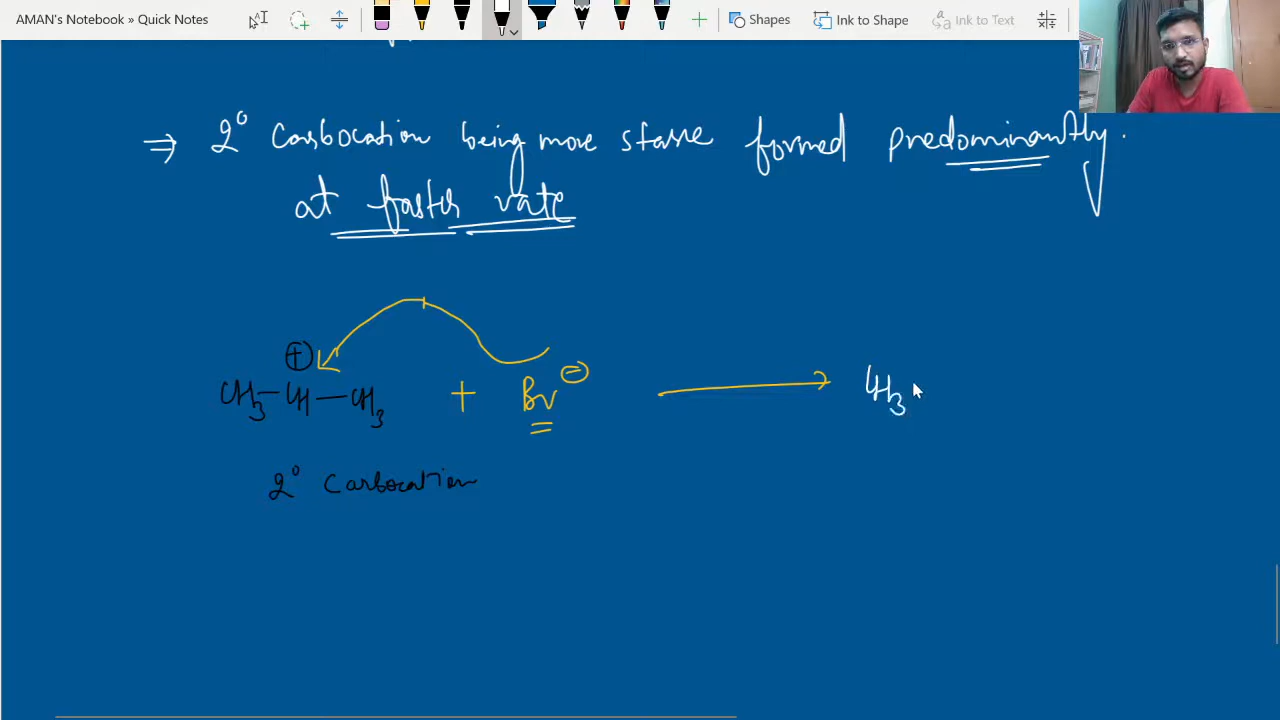 AMAN's Notebook » Quick Notes
Shapes
Ink to Shape
Ink to Text
⇒ 2° Carbocation being more stable formed predominantly.
at faster rate
CH3–CH–CH3 + Br⊖ ⟶ CH3
⊕
2° Carbocation